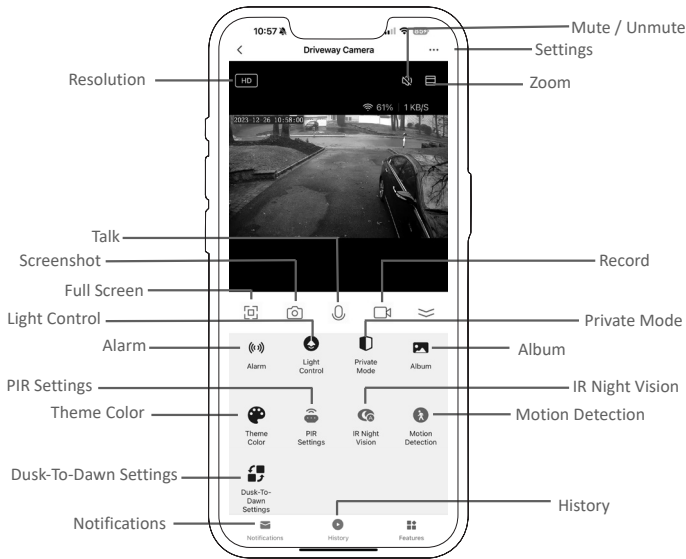 Mute / Unmute
10:57
Driveway Camera
Settings
Resolution
HD
Zoom
61% | 1 KB/S
2023-12-26 10:58:00
Talk
Screenshot
Record
Full Screen
Light Control
Private Mode
Alarm
Album
Alarm
Light
Control
Private
Mode
Album
PIR Settings
IR Night Vision
Theme Color
Motion Detection
Theme
Color
PIR
Settings
IR Night
Vision
Motion
Detection
Dusk-To-Dawn Settings
Dusk-To-
Dawn
Settings
History
Notifications
Notifications
History
Features